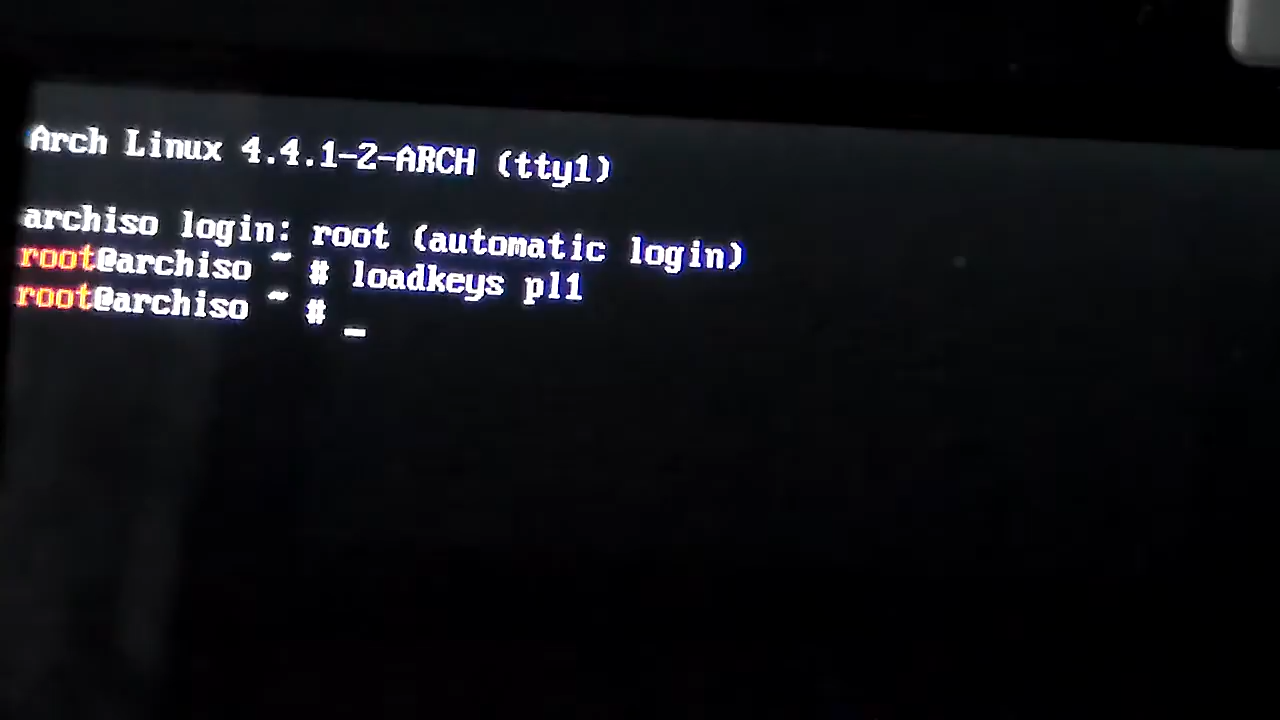 Arch Linux 4.4.1-2-ARCH (tty1)
archiso login: root (automatic login)
root@archiso ~ # loadkeys pl1
root@archiso ~ # _